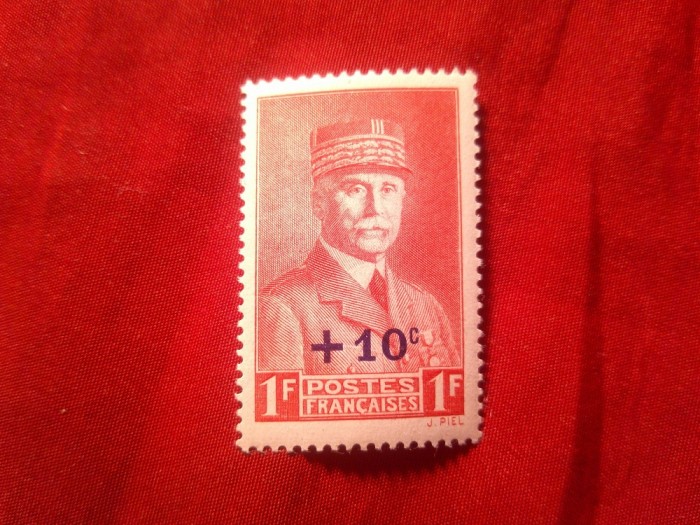 + 10c
1F POSTES 1F
FRANÇAISES
J. PIEL